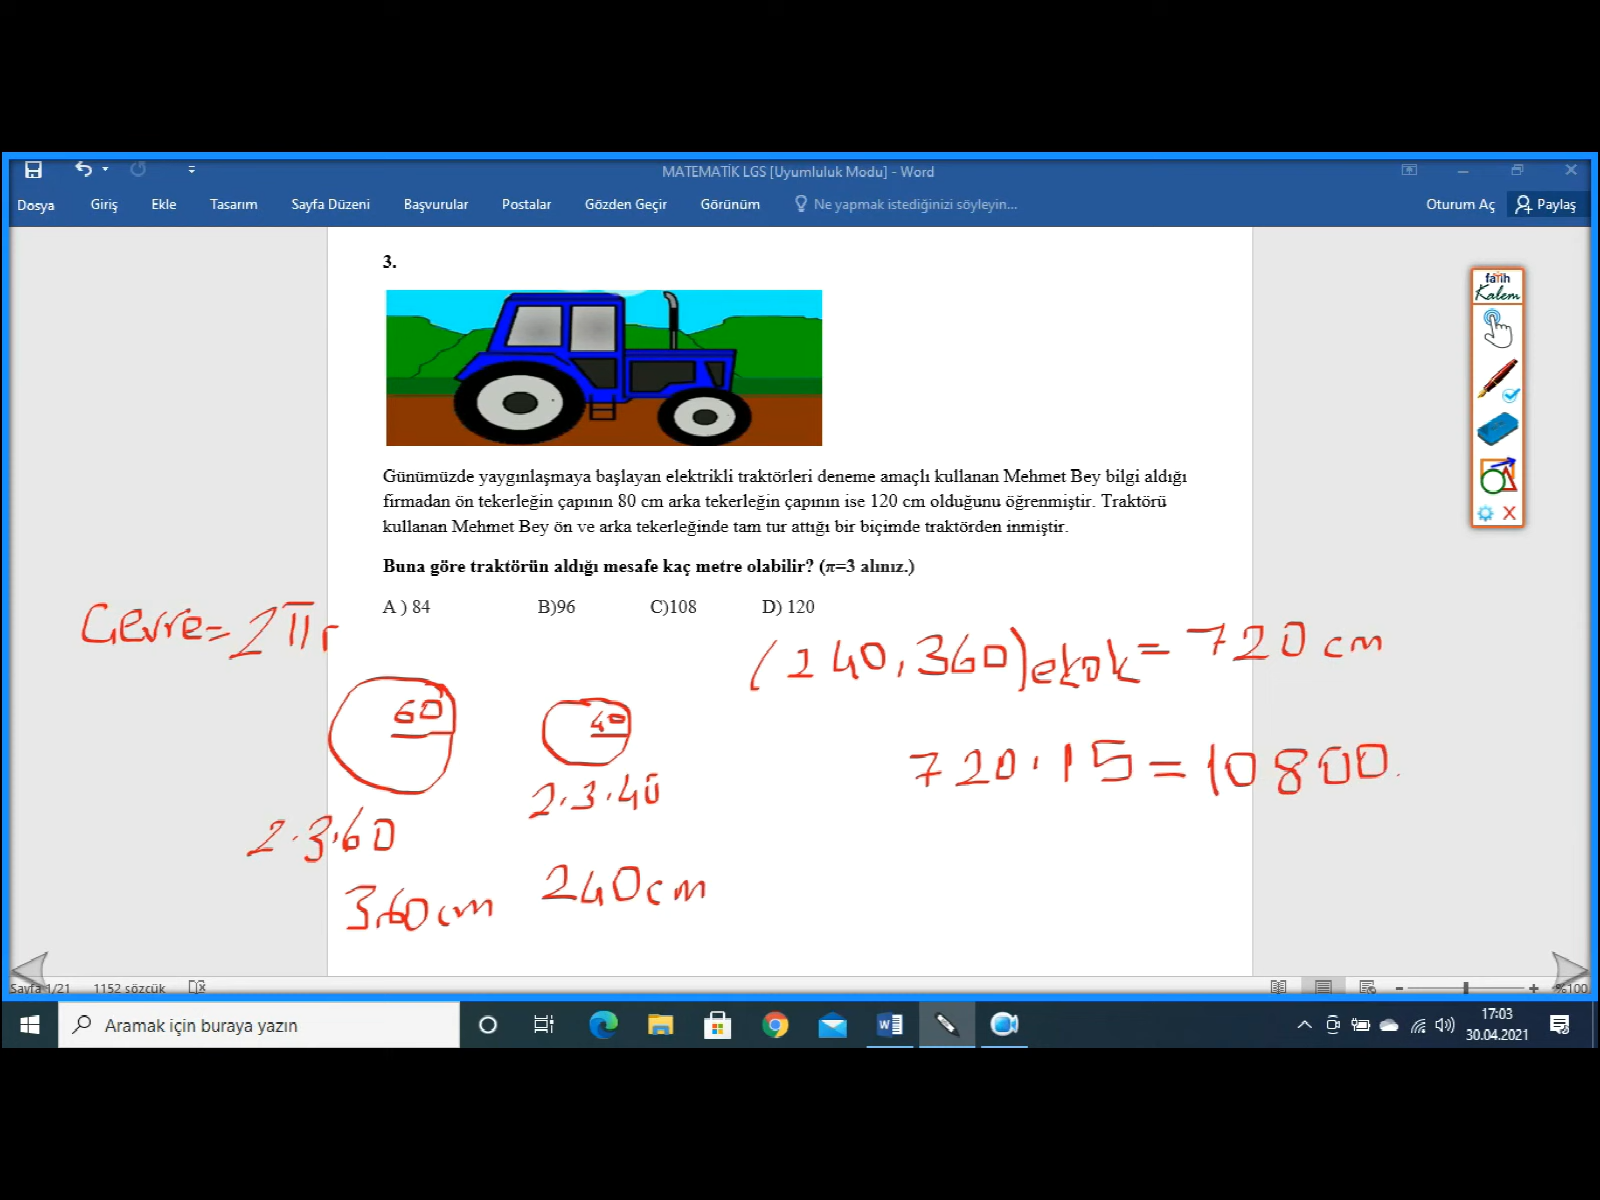 MATEMATİK LGS [Uyumluluk Modu] - Word
Dosya Giriş Ekle Tasarım Sayfa Düzeni Başvurular Postalar Gözden Geçir Görünüm Ne yapmak istediğinizi söyleyin... Oturum Aç Paylaş
3.
fatih
Kalem
Günümüzde yaygınlaşmaya başlayan elektrikli traktörleri deneme amaçlı kullanan Mehmet Bey bilgi aldığı
firmadan ön tekerleğin çapının 80 cm arka tekerleğin çapının ise 120 cm olduğunu öğrenmiştir. Traktörü
kullanan Mehmet Bey ön ve arka tekerleğinde tam tur attığı bir biçimde traktörden inmiştir.
Buna göre traktörün aldığı mesafe kaç metre olabilir? (π=3 alınız.)
A ) 84 B)96 C)108 D) 120
Çevre=2πr
(240,360)ekok=720cm
60 40
720.15=10800.
2.3.40
2.3.60
240cm
360cm
Sayfa 1/21 1152 sözcük %100
Aramak için buraya yazın
17:03
30.04.2021